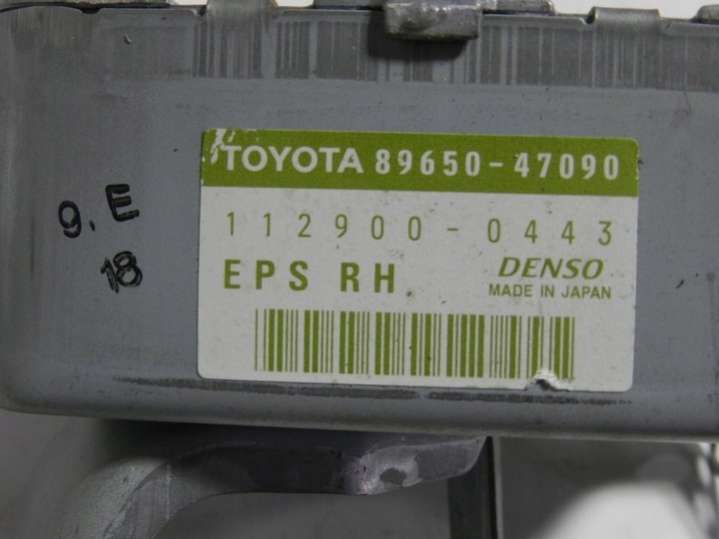 TOYOTA 89650-47090
112900-0443
EPS RH
DENSO
MADE IN JAPAN
9.E
18